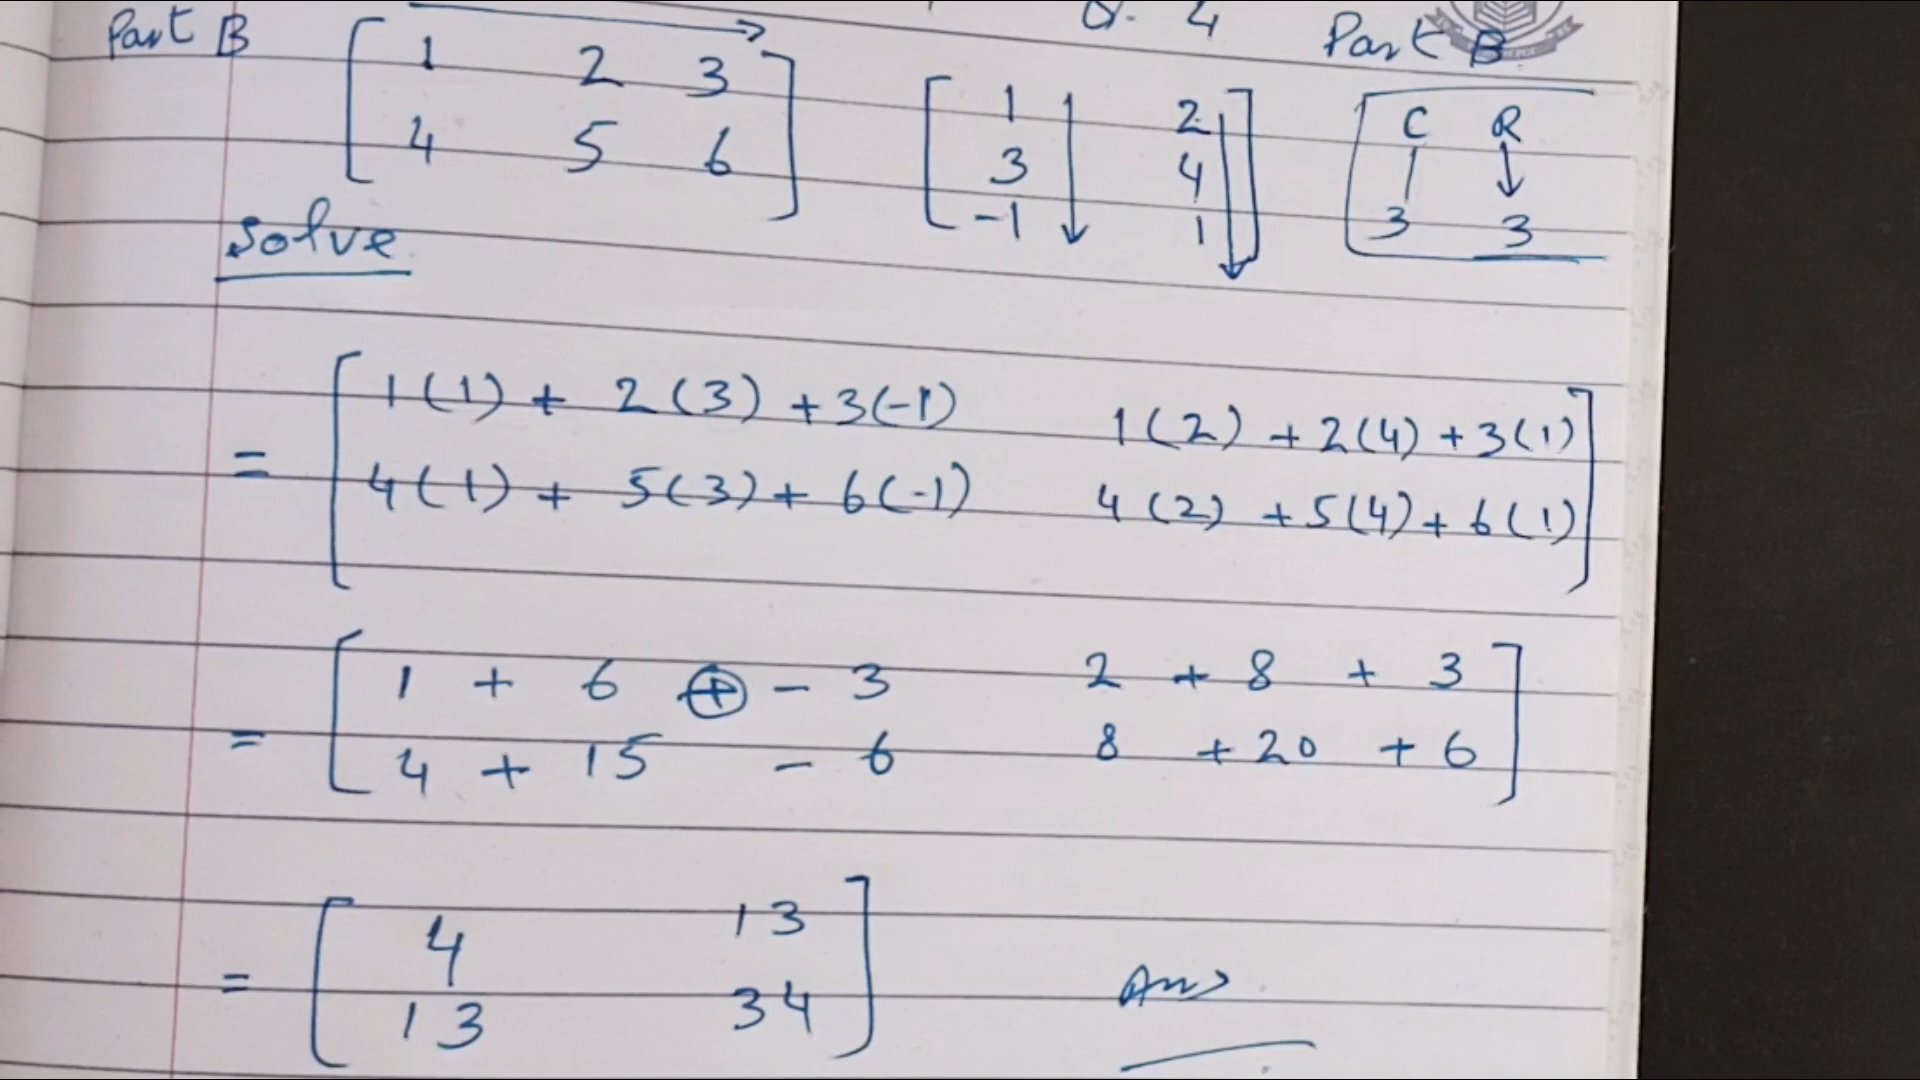 Q. 4
Part B [ 1 2 3 ] [ 1 2 ] Part B
[ 4 5 6 ] [ 3 4 ] C R
[ -1 1 ] 3 3
Solve
= [ 1(1) + 2(3) +3(-1) 1(2) +2(4) +3(1) ]
[ 4(1) + 5(3) + 6(-1) 4(2) +5(4) + 6(1) ]
= [ 1 + 6 ⊕ - 3 2 + 8 + 3 ]
[ 4 + 15 - 6 8 +20 + 6 ]
= [ 4 13 ]
[ 13 34 ] Ans